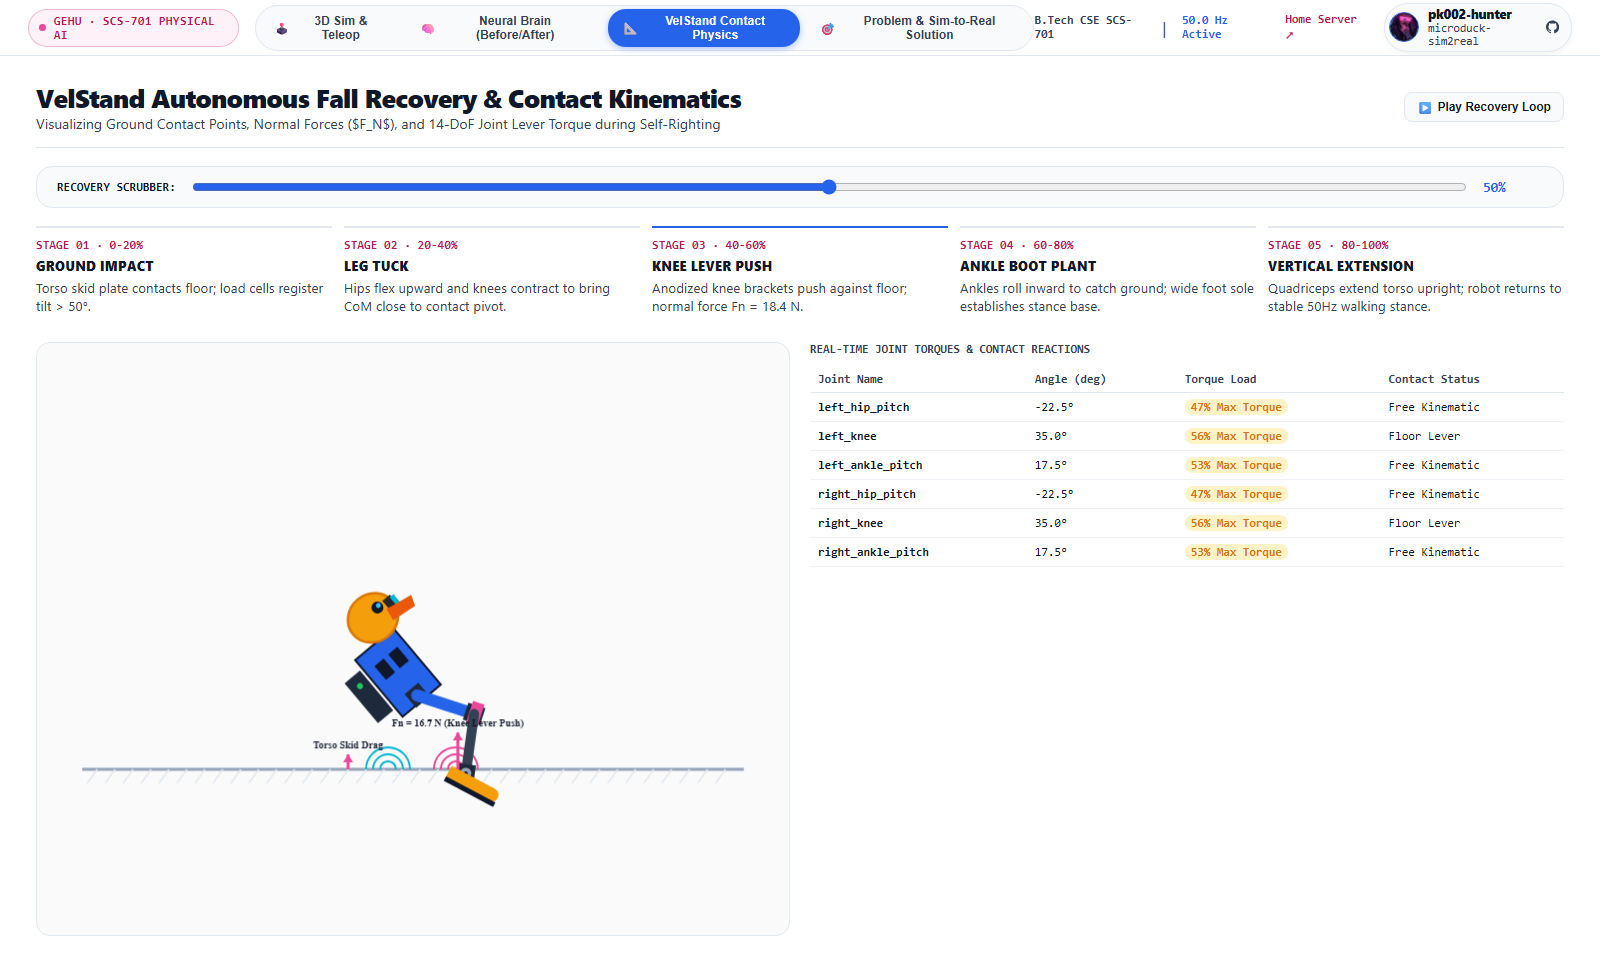 GEHU · SCS-701 PHYSICAL
AI
3D Sim &
Teleop
Neural Brain
(Before/After)
VelStand Contact
Physics
Problem & Sim-to-Real
Solution
B.Tech CSE SCS-
701
|
50.0 Hz
Active
Home Server
↗
pk002-hunter
microduck-
sim2real
VelStand Autonomous Fall Recovery & Contact Kinematics
Visualizing Ground Contact Points, Normal Forces ($F_N$), and 14-DoF Joint Lever Torque during Self-Righting
Play Recovery Loop
RECOVERY SCRUBBER:
50%
STAGE 01 · 0-20%
GROUND IMPACT
Torso skid plate contacts floor; load cells register
tilt > 50°.
STAGE 02 · 20-40%
LEG TUCK
Hips flex upward and knees contract to bring
CoM close to contact pivot.
STAGE 03 · 40-60%
KNEE LEVER PUSH
Anodized knee brackets push against floor;
normal force Fn = 18.4 N.
STAGE 04 · 60-80%
ANKLE BOOT PLANT
Ankles roll inward to catch ground; wide foot sole
establishes stance base.
STAGE 05 · 80-100%
VERTICAL EXTENSION
Quadriceps extend torso upright; robot returns to
stable 50Hz walking stance.
Fn = 16.7 N (Knee Lever Push)
Torso Skid Drag
REAL-TIME JOINT TORQUES & CONTACT REACTIONS
Joint Name Angle (deg) Torque Load Contact Status
left_hip_pitch -22.5° 47% Max Torque Free Kinematic
left_knee 35.0° 56% Max Torque Floor Lever
left_ankle_pitch 17.5° 53% Max Torque Free Kinematic
right_hip_pitch -22.5° 47% Max Torque Free Kinematic
right_knee 35.0° 56% Max Torque Floor Lever
right_ankle_pitch 17.5° 53% Max Torque Free Kinematic